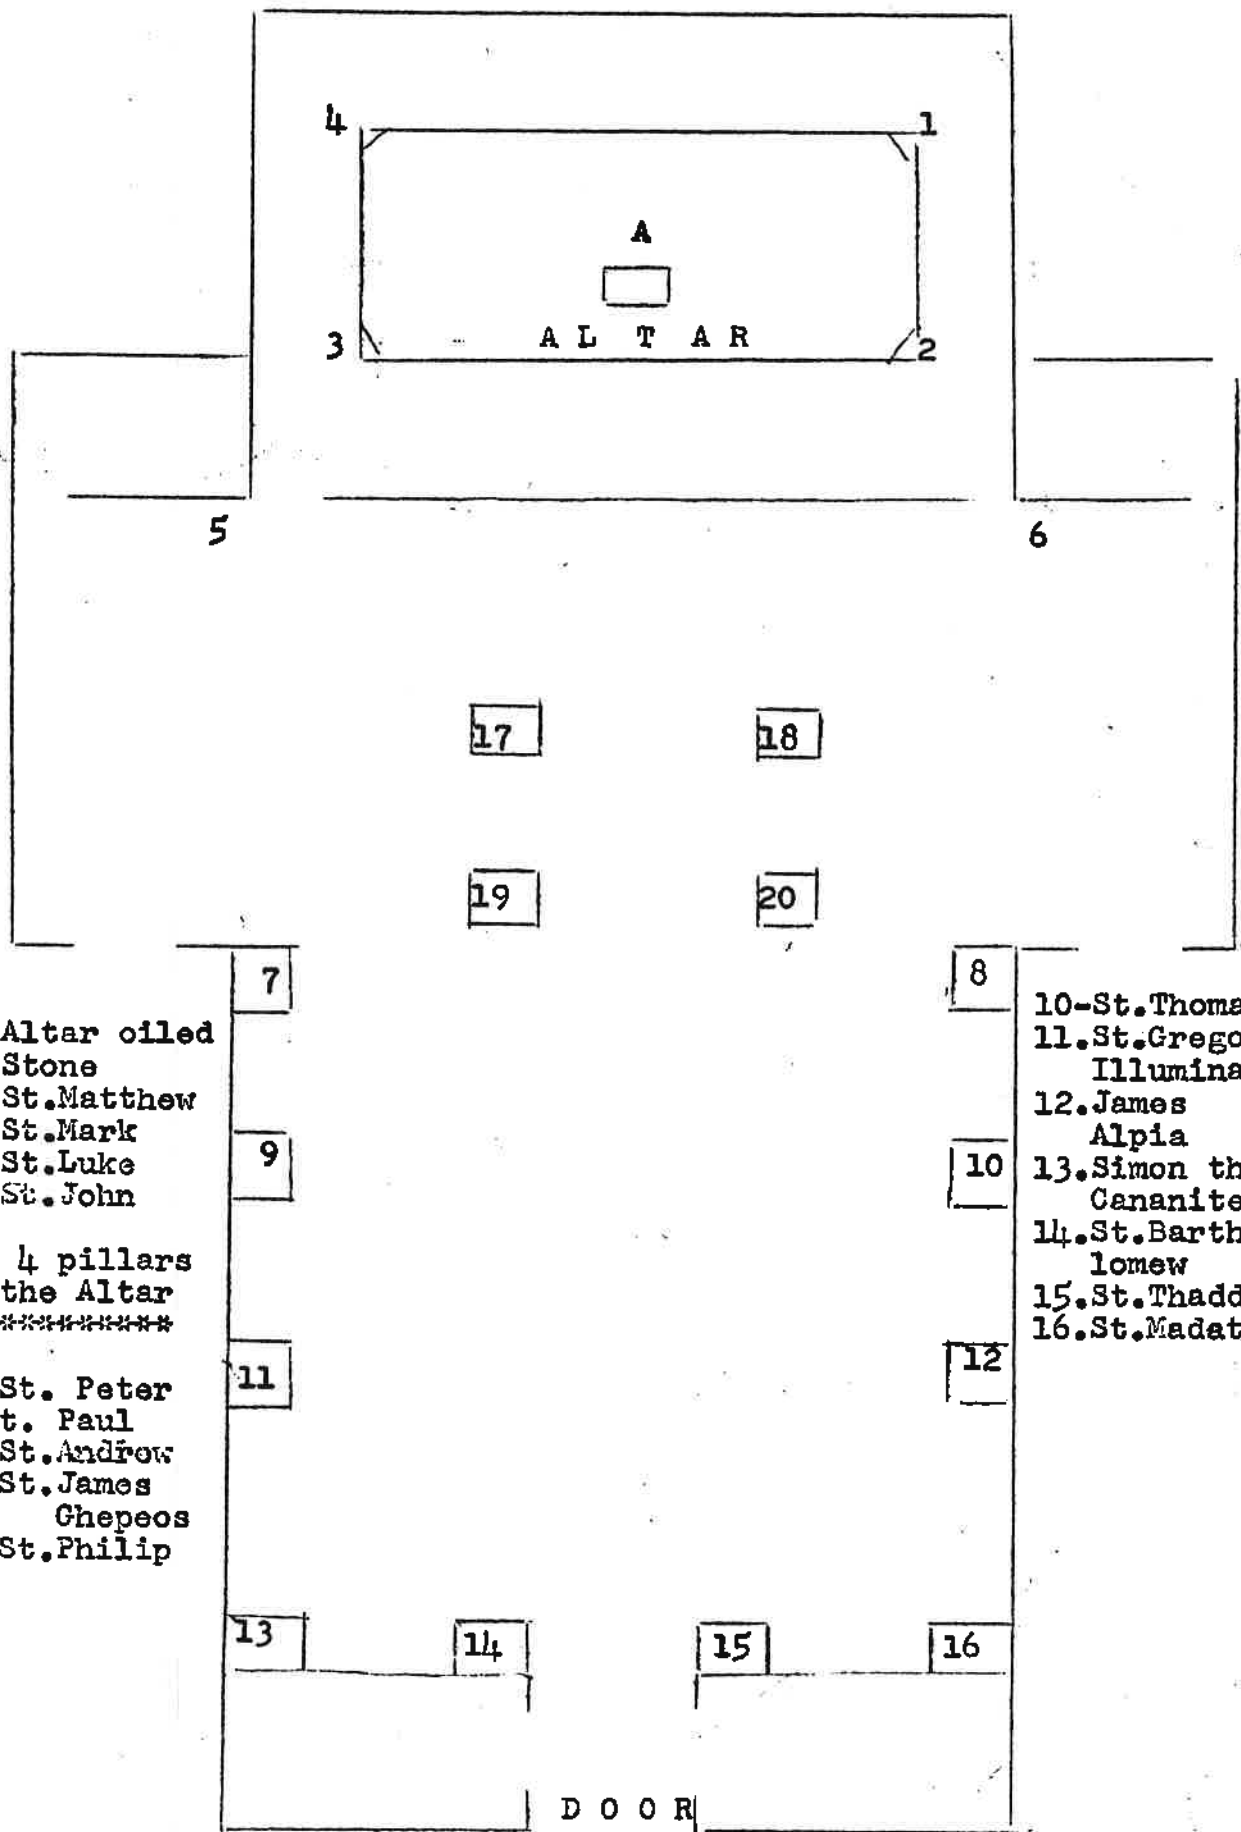 4 1
A
3 A L T A R 2
5 6
17 18
19 20
7 8
9 10
11 12
13 14 15 16
D O O R
Altar oiled
Stone
St.Matthew
St.Mark
St.Luke
St.John
4 pillars
the Altar
**********
St. Peter
t. Paul
St.Andrew
St.James
Ghepeos
St.Philip
10-St.Thoma
11.St.Grego
Illumina
12.James
Alpia
13.Simon th
Cananite
14.St.Barth
lomew
15.St.Thadd
16.St.Madat